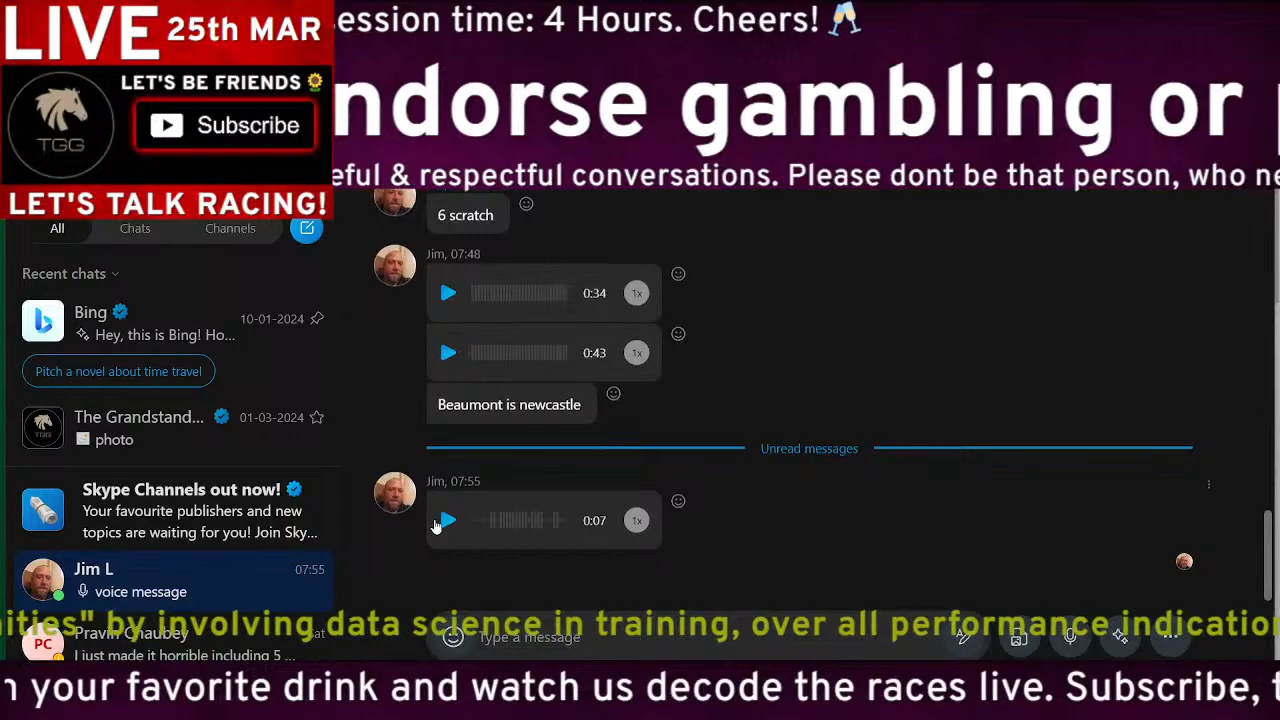 LIVE 25th MAR
ession time: 4 Hours. Cheers! 🥂
LET'S BE FRIENDS 🌻
Subscribe
TGG
ndorse gambling or
eful & respectful conversations. Please dont be that person, who ne
LET'S TALK RACING!
All Chats Channels
Recent chats
Bing
10-01-2024
Hey, this is Bing! Ho...
Pitch a novel about time travel
The Grandstand...
01-03-2024
TGG
photo
Skype Channels out now!
Your favourite publishers and new
topics are waiting for you! Join Sky...
Jim L
07:55
voice message
PC
Pravin Chaubey
I just made it horrible including 5 ...
6 scratch
Jim, 07:48
0:34 1x
0:43 1x
Beaumont is newcastle
Unread messages
Jim, 07:55
0:07 1x
Type a message
ities" by involving data science in training, over all performance indicatio
n your favorite drink and watch us decode the races live. Subscribe, t